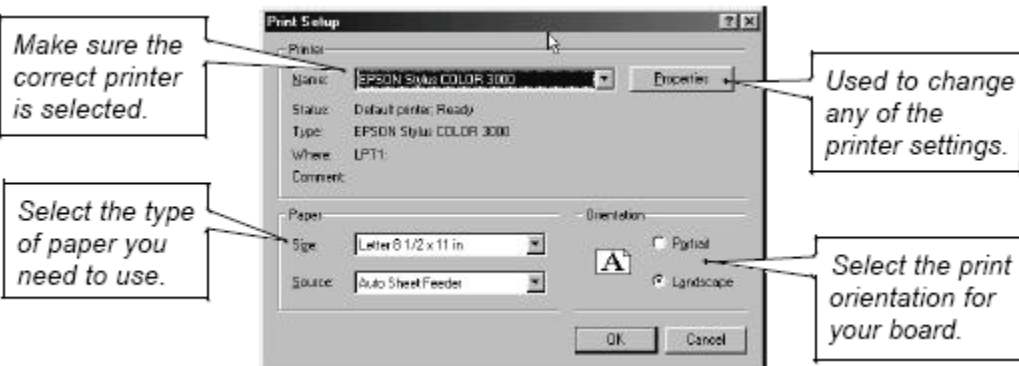 Make sure the
correct printer
is selected.
Select the type
of paper you
need to use.
Print Setup
Printer
Name: EPSON Stylus COLOR 3000
Properties
Status: Default printer; Ready
Type: EPSON Stylus COLOR 3000
Where: LPT1:
Comment:
Paper
Size: Letter 8 1/2 x 11 in
Source: Auto Sheet Feeder
Orientation
A
Portrait
Landscape
OK Cancel
Used to change
any of the
printer settings.
Select the print
orientation for
your board.